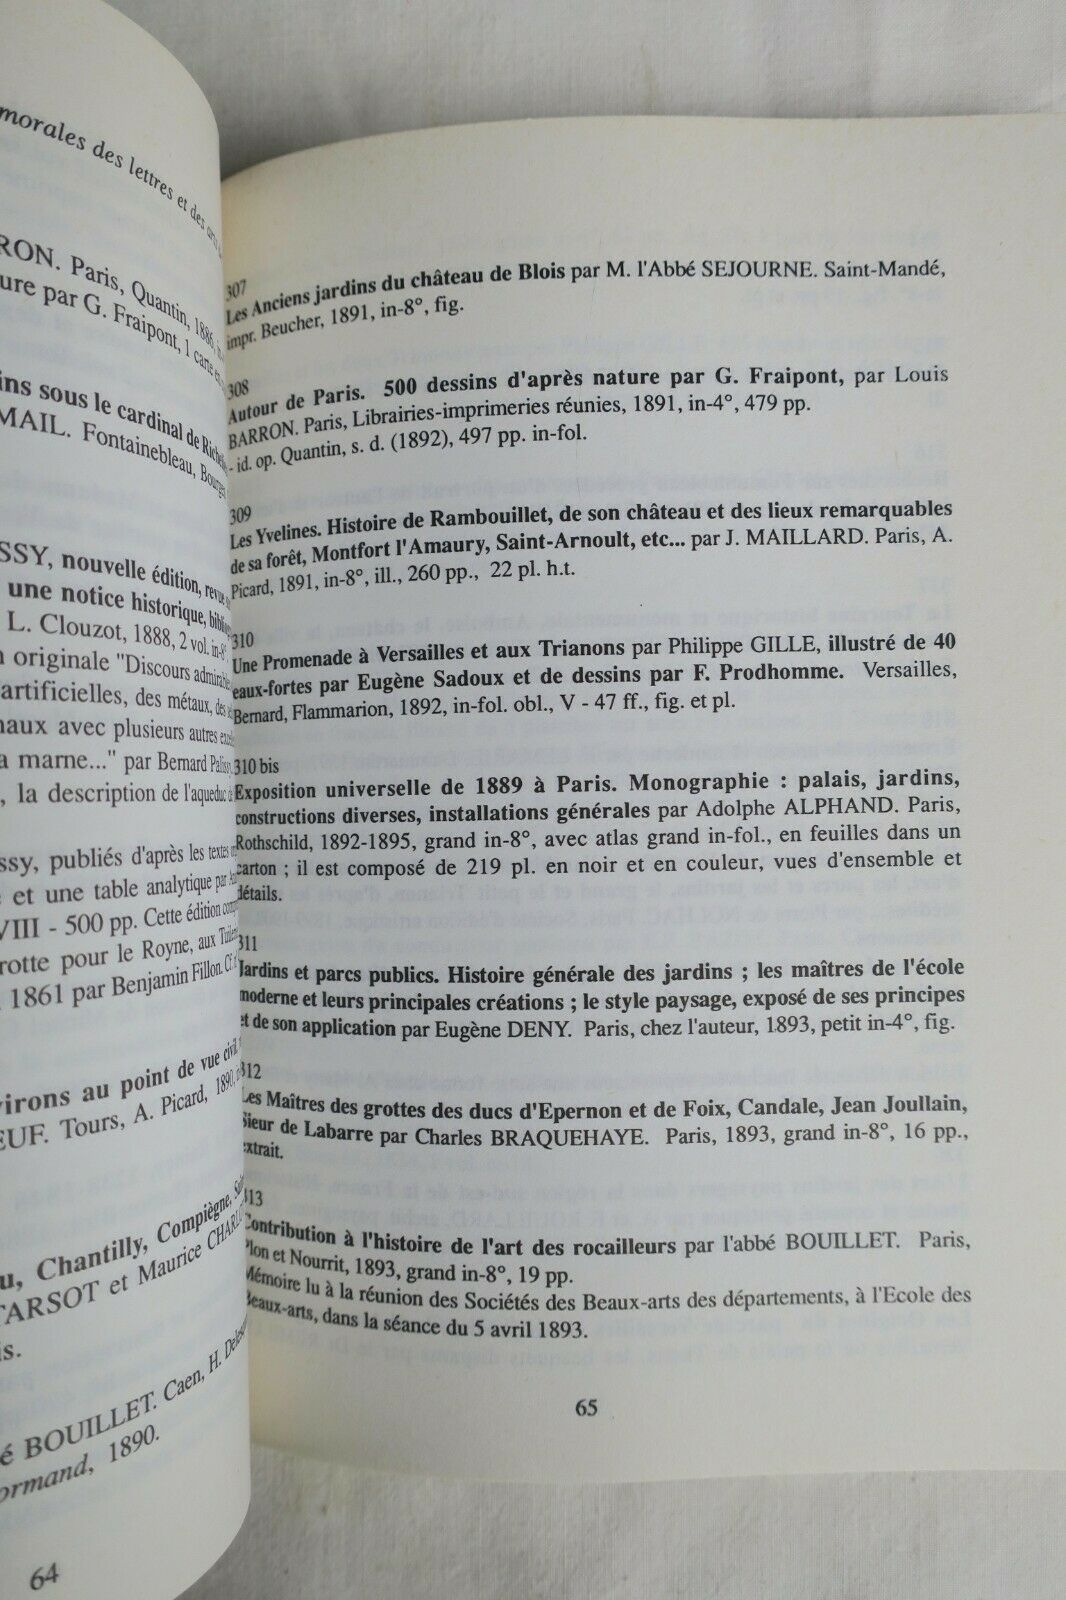 morales des lettres et des arts
RON. Paris, Quantin, 1886,
ure par G. Fraipont, 1 carte et
ins sous le cardinal de Riche
MAIL. Fontainebleau, Bourges
SSY, nouvelle édition, revue
une notice historique,
L. Clouzot, 1888, 2 vol. in-8°
n originale "Discours admirable
artificielles, des métaux, des
naux avec plusieurs autres
a marne..." par Bernard Palissy
, la description de l'aqueduc de
ssy, publiés d'après les textes
e et une table analytique par
VIII - 500 pp. Cette édition
rotte pour le Royne, aux
, 1861 par Benjamin Fillon. Cf.
virons au point de vue civil,
EUF. Tours, A. Picard, 1890,
u, Chantilly, Compiègne,
TARSOT et Maurice
is.
é BOUILLET. Caen, H.
ormand, 1890.
64
307
Les Anciens jardins du château de Blois par M. l'Abbé SEJOURNE. Saint-Mandé,
impr. Beucher, 1891, in-8°, fig.
308
Autour de Paris. 500 dessins d'après nature par G. Fraipont, par Louis
BARRON. Paris, Librairies-imprimeries réunies, 1891, in-4°, 479 pp.
- id. op. Quantin, s. d. (1892), 497 pp. in-fol.
309
Les Yvelines. Histoire de Rambouillet, de son château et des lieux remarquables
de sa forêt, Montfort l'Amaury, Saint-Arnoult, etc... par J. MAILLARD. Paris, A.
Picard, 1891, in-8°, ill., 260 pp., 22 pl. h.t.
310
Une Promenade à Versailles et aux Trianons par Philippe GILLE, illustré de 40
eaux-fortes par Eugène Sadoux et de dessins par F. Prodhomme. Versailles,
Bernard, Flammarion, 1892, in-fol. obl., V - 47 ff., fig. et pl.
310 bis
Exposition universelle de 1889 à Paris. Monographie : palais, jardins,
constructions diverses, installations générales par Adolphe ALPHAND. Paris,
Rothschild, 1892-1895, grand in-8°, avec atlas grand in-fol., en feuilles dans un
carton ; il est composé de 219 pl. en noir et en couleur, vues d'ensemble et
détails.
311
Jardins et parcs publics. Histoire générale des jardins ; les maîtres de l'école
moderne et leurs principales créations ; le style paysage, exposé de ses principes
et de son application par Eugène DENY. Paris, chez l'auteur, 1893, petit in-4°, fig.
312
Les Maîtres des grottes des ducs d'Epernon et de Foix, Candale, Jean Joullain,
Sieur de Labarre par Charles BRAQUEHAYE. Paris, 1893, grand in-8°, 16 pp.,
extrait.
313
Contribution à l'histoire de l'art des rocailleurs par l'abbé BOUILLET. Paris,
Plon et Nourrit, 1893, grand in-8°, 19 pp.
Mémoire lu à la réunion des Sociétés des Beaux-arts des départements, à l'Ecole des
Beaux-arts, dans la séance du 5 avril 1893.
65